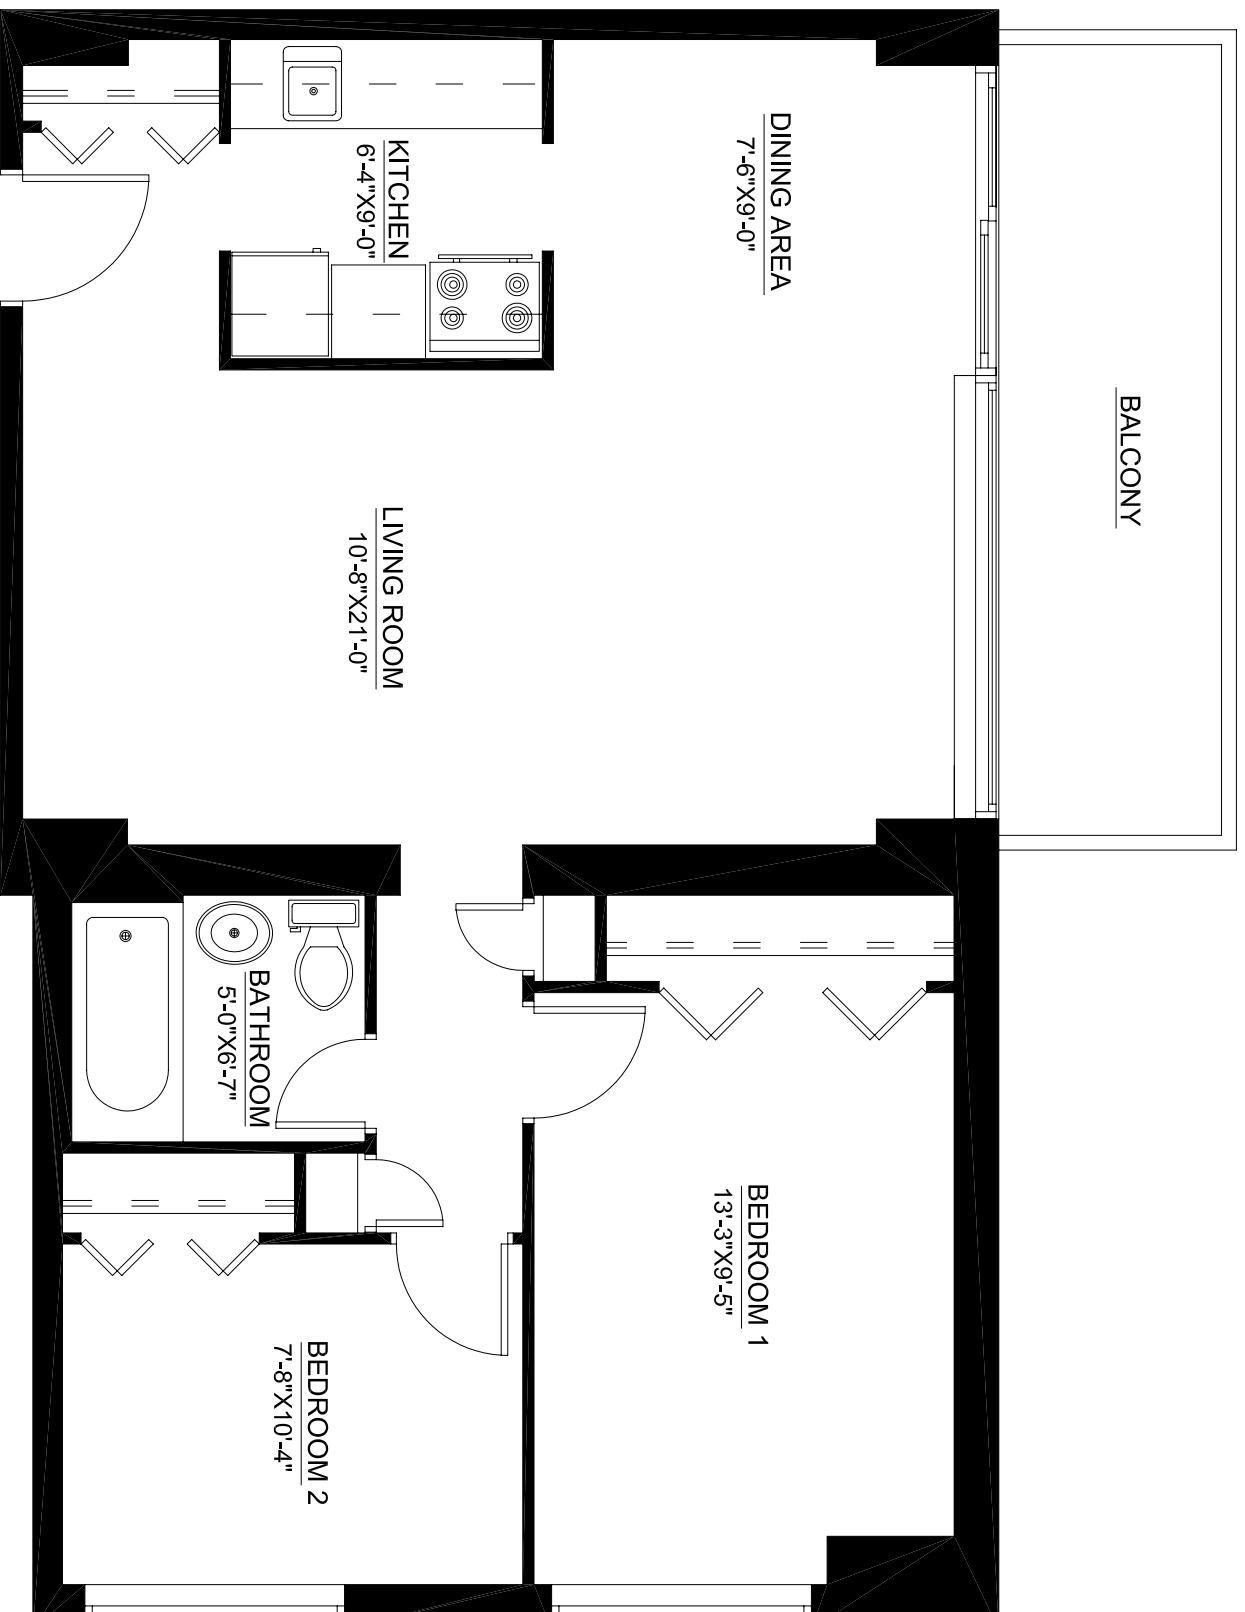 DINING AREA
7'-6"X9'-0"
KITCHEN
6'-4"X9'-0"
BALCONY
LIVING ROOM
10'-8"X21'-0"
BATHROOM
5'-0"X6'-7"
BEDROOM 1
13'-3"X9'-5"
BEDROOM 2
7'-8"X10'-4"